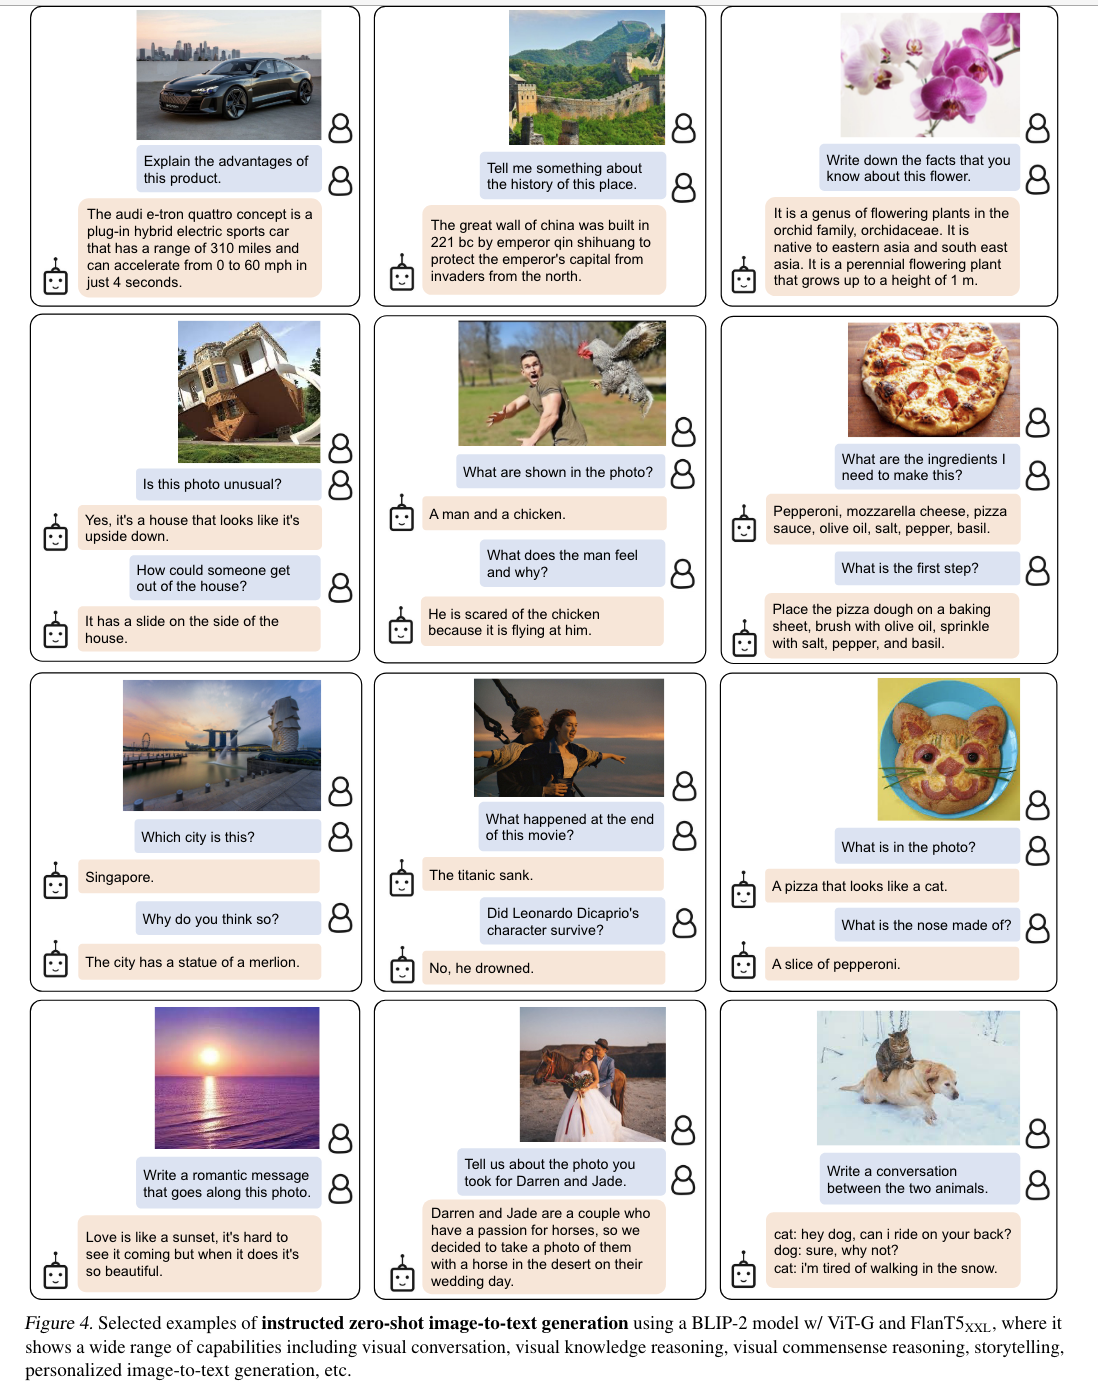 Explain the advantages of
this product.
The audi e-tron quattro concept is a
plug-in hybrid electric sports car
that has a range of 310 miles and
can accelerate from 0 to 60 mph in
just 4 seconds.
Tell me something about
the history of this place.
The great wall of china was built in
221 bc by emperor qin shihuang to
protect the emperor's capital from
invaders from the north.
Write down the facts that you
know about this flower.
It is a genus of flowering plants in the
orchid family, orchidaceae. It is
native to eastern asia and south east
asia. It is a perennial flowering plant
that grows up to a height of 1 m.
Is this photo unusual?
Yes, it's a house that looks like it's
upside down.
How could someone get
out of the house?
It has a slide on the side of the
house.
What are shown in the photo?
A man and a chicken.
What does the man feel
and why?
He is scared of the chicken
because it is flying at him.
What are the ingredients I
need to make this?
Pepperoni, mozzarella cheese, pizza
sauce, olive oil, salt, pepper, basil.
What is the first step?
Place the pizza dough on a baking
sheet, brush with olive oil, sprinkle
with salt, pepper, and basil.
Which city is this?
Singapore.
Why do you think so?
The city has a statue of a merlion.
What happened at the end
of this movie?
The titanic sank.
Did Leonardo Dicaprio's
character survive?
No, he drowned.
What is in the photo?
A pizza that looks like a cat.
What is the nose made of?
A slice of pepperoni.
Write a romantic message
that goes along this photo.
Love is like a sunset, it's hard to
see it coming but when it does it's
so beautiful.
Tell us about the photo you
took for Darren and Jade.
Darren and Jade are a couple who
have a passion for horses, so we
decided to take a photo of them
with a horse in the desert on their
wedding day.
Write a conversation
between the two animals.
cat: hey dog, can i ride on your back?
dog: sure, why not?
cat: i'm tired of walking in the snow.
Figure 4. Selected examples of instructed zero-shot image-to-text generation using a BLIP-2 model w/ ViT-G and FlanT5XXL, where it
shows a wide range of capabilities including visual conversation, visual knowledge reasoning, visual commensense reasoning, storytelling,
personalized image-to-text generation, etc.